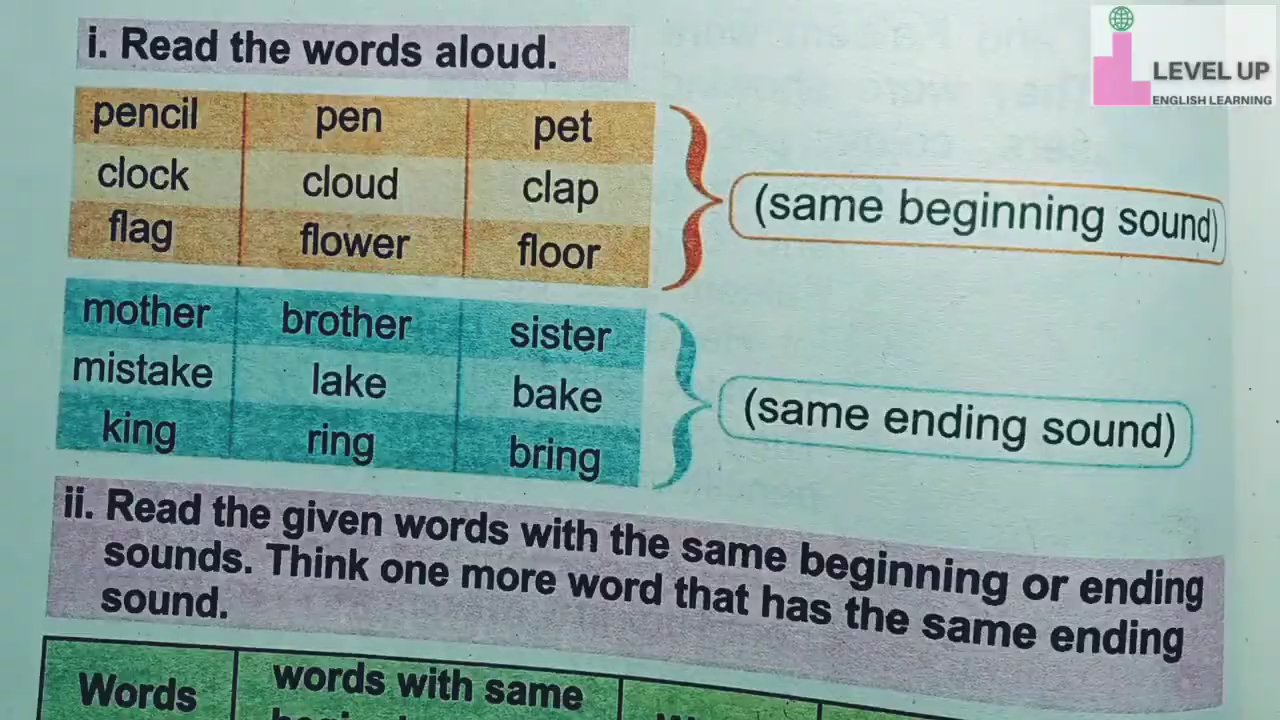 i. Read the words aloud.
LEVEL UP
ENGLISH LEARNING
pencil pen pet
clock cloud clap
flag flower floor
(same beginning sound)
mother brother sister
mistake lake bake
king ring bring
(same ending sound)
ii. Read the given words with the same beginning or ending
sounds. Think one more word that has the same ending
sound.
Words
words with same